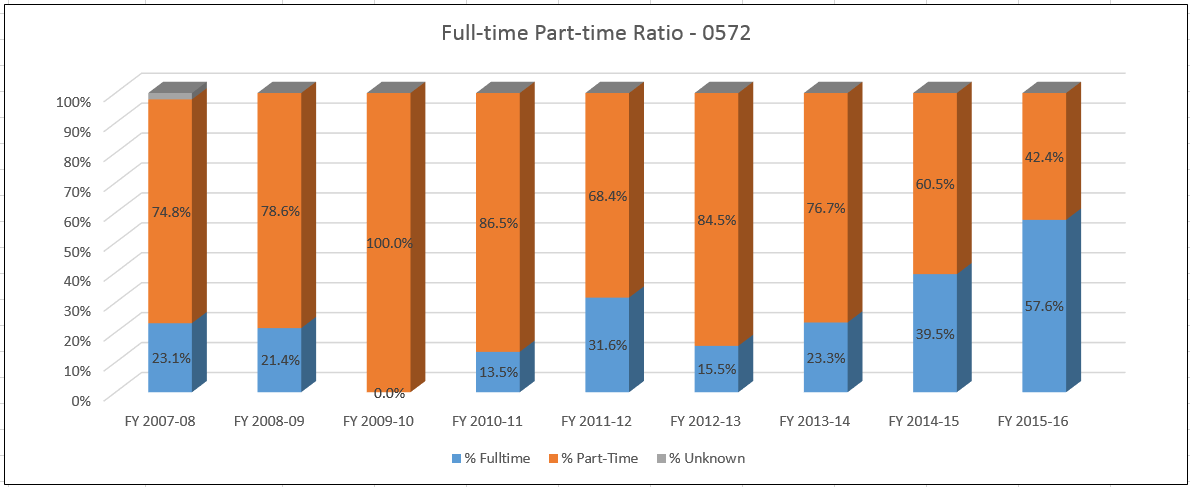 Full-time Part-time Ratio - 0572
100%
90%
80%
70%
60%
50%
40%
30%
20%
10%
0%
74.8% 78.6% 100.0% 86.5% 68.4% 84.5% 76.7% 60.5% 42.4%
23.1% 21.4% 0.0% 13.5% 31.6% 15.5% 23.3% 39.5% 57.6%
FY 2007-08 FY 2008-09 FY 2009-10 FY 2010-11 FY 2011-12 FY 2012-13 FY 2013-14 FY 2014-15 FY 2015-16
% Fulltime % Part-Time % Unknown